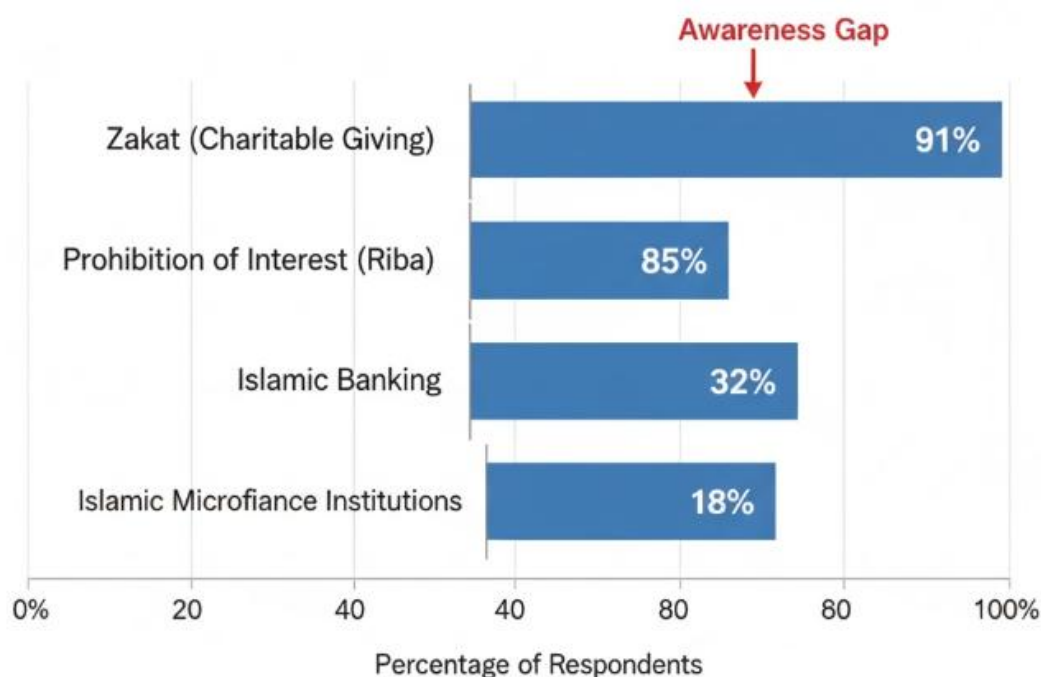 Awareness Gap
Zakat (Charitable Giving)
91%
Prohibition of Interest (Riba)
85%
Islamic Banking
32%
Islamic Microfiance Institutions
18%
0% 20 40 40 80 80 100%
Percentage of Respondents